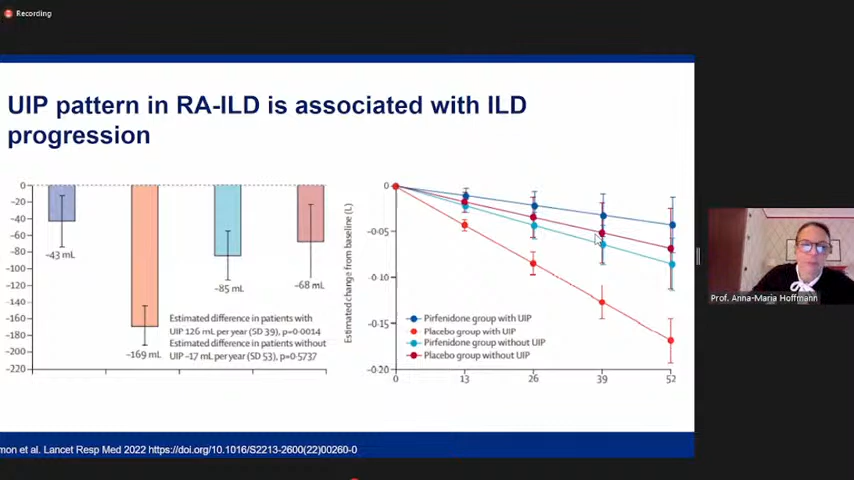 Recording
UIP pattern in RA-ILD is associated with ILD
progression
0
-20
-40
-60
-80
-100
-120
-140
-160
-180
-200
-220
-43 mL
-169 mL
-85 mL
-68 mL
Estimated difference in patients with
UIP 126 mL per year (SD 39), p=0·0014
Estimated difference in patients without
UIP -17 mL per year (SD 53), p=0·5737
Estimated change from baseline (L)
0
-0.05
-0.10
-0.15
-0.20
Pirfenidone group with UIP
Placebo group with UIP
Pirfenidone group without UIP
Placebo group without UIP
0 13 26 39 52
Prof. Anna-Maria Hoffmann
mon et al. Lancet Resp Med 2022 https://doi.org/10.1016/S2213-2600(22)00260-0